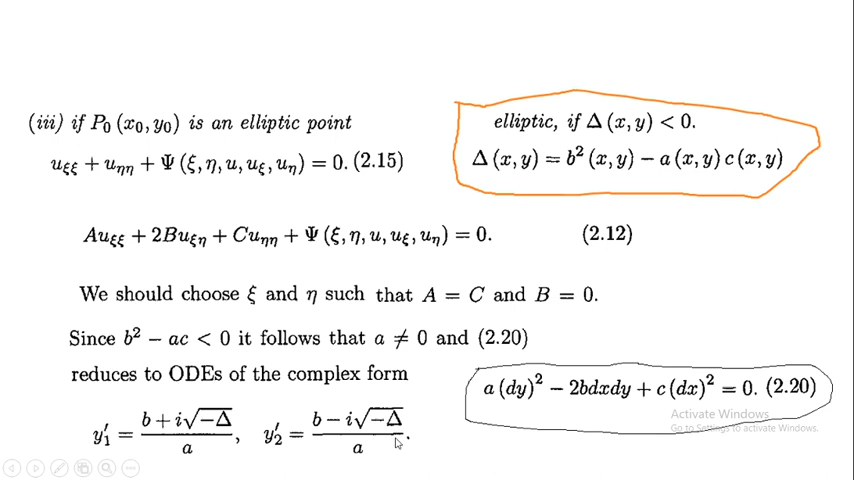 (iii) if P₀ (x₀, y₀) is an elliptic point
u_ξξ + u_ηη + Ψ (ξ, η, u, u_ξ, u_η) = 0. (2.15)
elliptic, if Δ (x, y) < 0.
Δ (x, y) = b² (x, y) − a (x, y) c (x, y)
Au_ξξ + 2Bu_ξη + Cu_ηη + Ψ (ξ, η, u, u_ξ, u_η) = 0. (2.12)
We should choose ξ and η such that A = C and B = 0.
Since b² − ac < 0 it follows that a ≠ 0 and (2.20)
reduces to ODEs of the complex form
y₁′ = (b + i√(−Δ))/a, y₂′ = (b − i√(−Δ))/a.
a (dy)² − 2bdxdy + c (dx)² = 0. (2.20)
Activate Windows
Go to Settings to activate Windows.